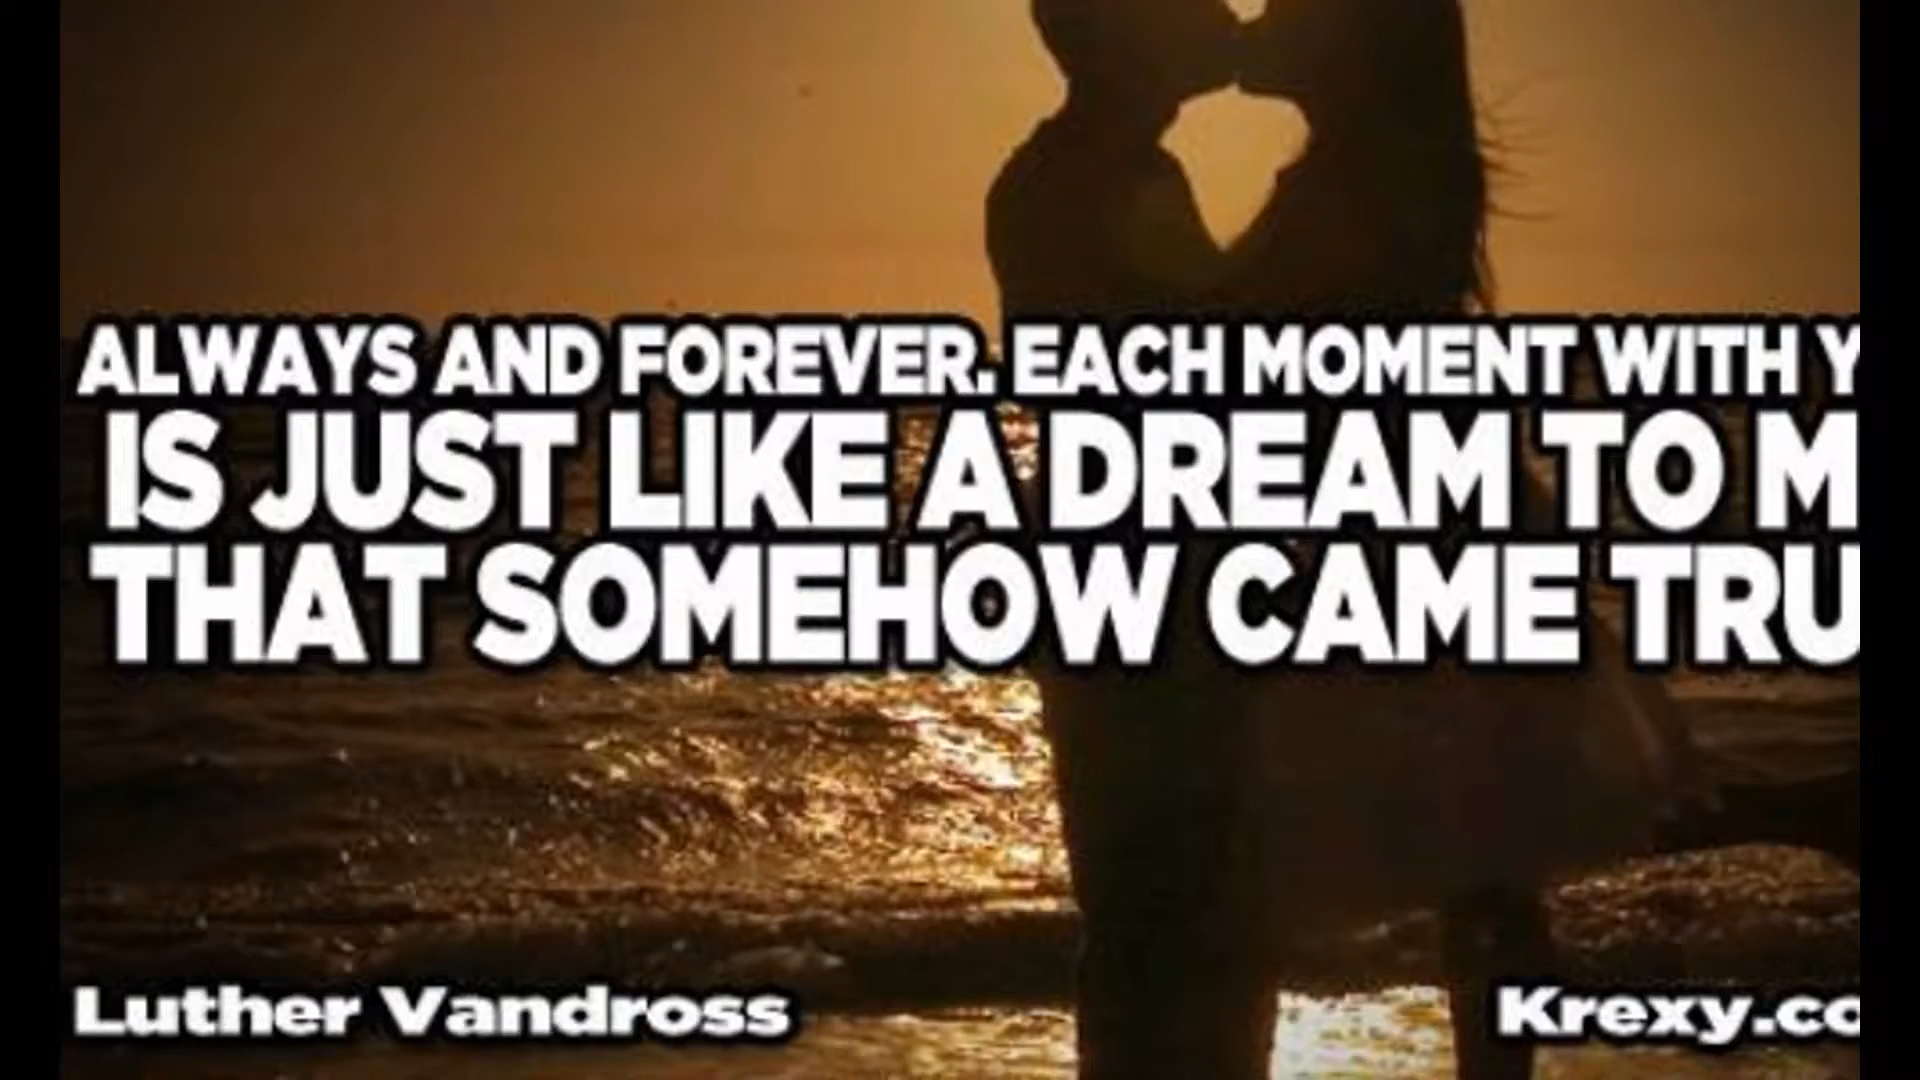 ALWAYS AND FOREVER. EACH MOMENT WITH Y
IS JUST LIKE A DREAM TO M
THAT SOMEHOW CAME TRU
Luther Vandross
Krexy.co